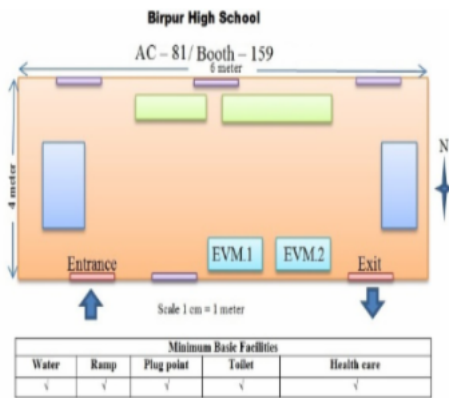 Birpur High School
AC – 81/ Booth – 159
6 meter
4 meter
N
EVM.1 EVM.2
Entrance Exit
Scale 1 cm = 1 meter
Minimum Basic Facilities
Water Ramp Plug point Toilet Health care
√ √ √ √ √